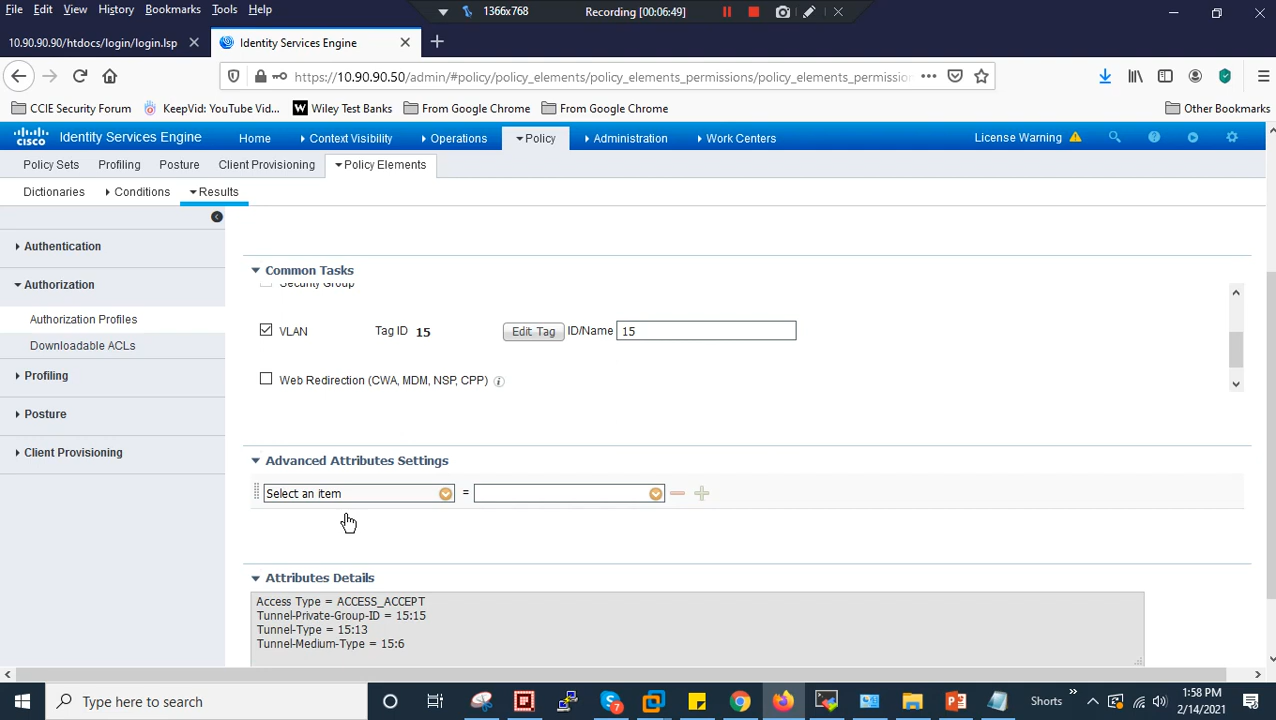 File Edit View History Bookmarks Tools Help
1366x768 Recording [00:06:49]
10.90.90.90/htdocs/login/login.lsp
Identity Services Engine
https://10.90.90.50/admin/#policy/policy_elements/policy_elements_permissions/policy_elements_permissio
CCIE Security Forum KeepVid: YouTube Vid... Wiley Test Banks From Google Chrome From Google Chrome Other Bookmarks
CISCO Identity Services Engine Home Context Visibility Operations Policy Administration Work Centers License Warning
Policy Sets Profiling Posture Client Provisioning Policy Elements
Dictionaries Conditions Results
Authentication
Authorization
Authorization Profiles
Downloadable ACLs
Profiling
Posture
Client Provisioning
Common Tasks
Security Group
VLAN Tag ID 15 Edit Tag ID/Name 15
Web Redirection (CWA, MDM, NSP, CPP)
Advanced Attributes Settings
Select an item =
Attributes Details
Access Type = ACCESS_ACCEPT
Tunnel-Private-Group-ID = 15:15
Tunnel-Type = 15:13
Tunnel-Medium-Type = 15:6
Type here to search
Shorts
1:58 PM
2/14/2021